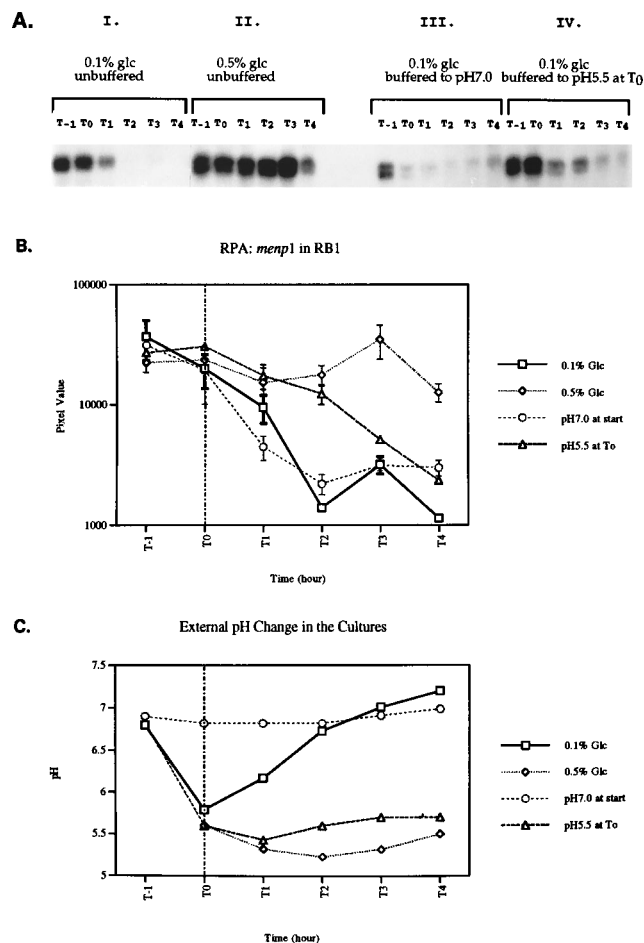 A.
I. II. III. IV.
0.1% glc
unbuffered
0.5% glc
unbuffered
0.1% glc
buffered to pH7.0
0.1% glc
buffered to pH5.5 at T0
T-1 T0 T1 T2 T3 T4 T-1 T0 T1 T2 T3 T4 T-1 T0 T1 T2 T3 T4 T-1 T0 T1 T2 T3 T4
B.
RPA: menp1 in RB1
100000
10000
1000
Pixel Value
T-1 T0 T1 T2 T3 T4
Time (hour)
0.1% Glc
0.5% Glc
pH7.0 at start
pH5.5 at To
C.
External pH Change in the Cultures
7.5
7
6.5
6
5.5
5
pH
T-1 T0 T1 T2 T3 T4
Time (hour)
0.1% Glc
0.5% Glc
pH7.0 at start
pH5.5 at To